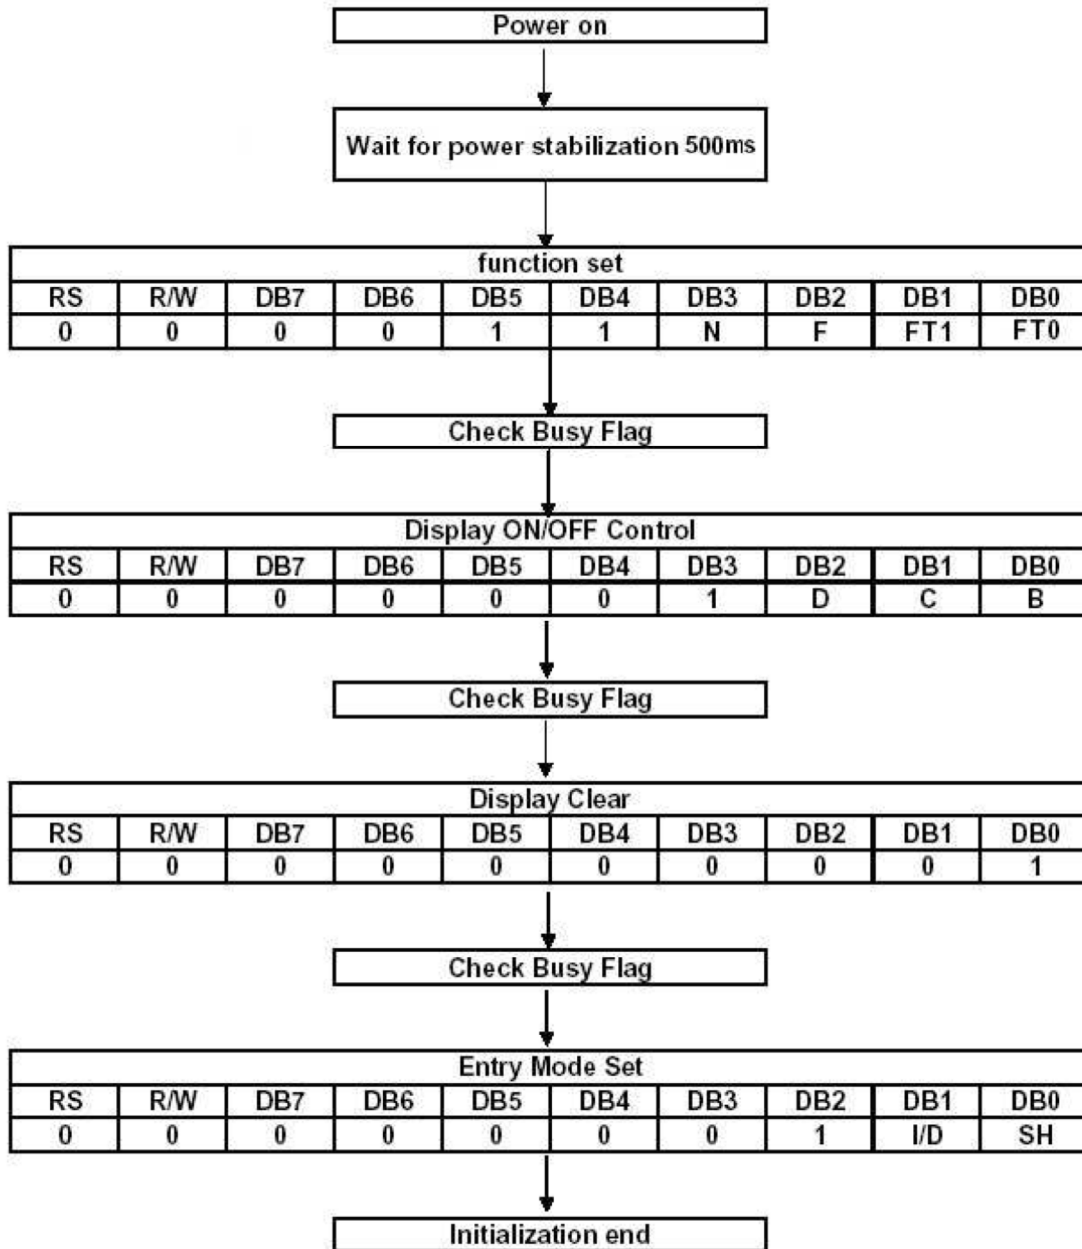 Power on
Wait for power stabilization 500ms
function set
RS R/W DB7 DB6 DB5 DB4 DB3 DB2 DB1 DB0
0 0 0 0 1 1 N F FT1 FT0
Check Busy Flag
Display ON/OFF Control
RS R/W DB7 DB6 DB5 DB4 DB3 DB2 DB1 DB0
0 0 0 0 0 0 1 D C B
Check Busy Flag
Display Clear
RS R/W DB7 DB6 DB5 DB4 DB3 DB2 DB1 DB0
0 0 0 0 0 0 0 0 0 1
Check Busy Flag
Entry Mode Set
RS R/W DB7 DB6 DB5 DB4 DB3 DB2 DB1 DB0
0 0 0 0 0 0 0 1 I/D SH
Initialization end